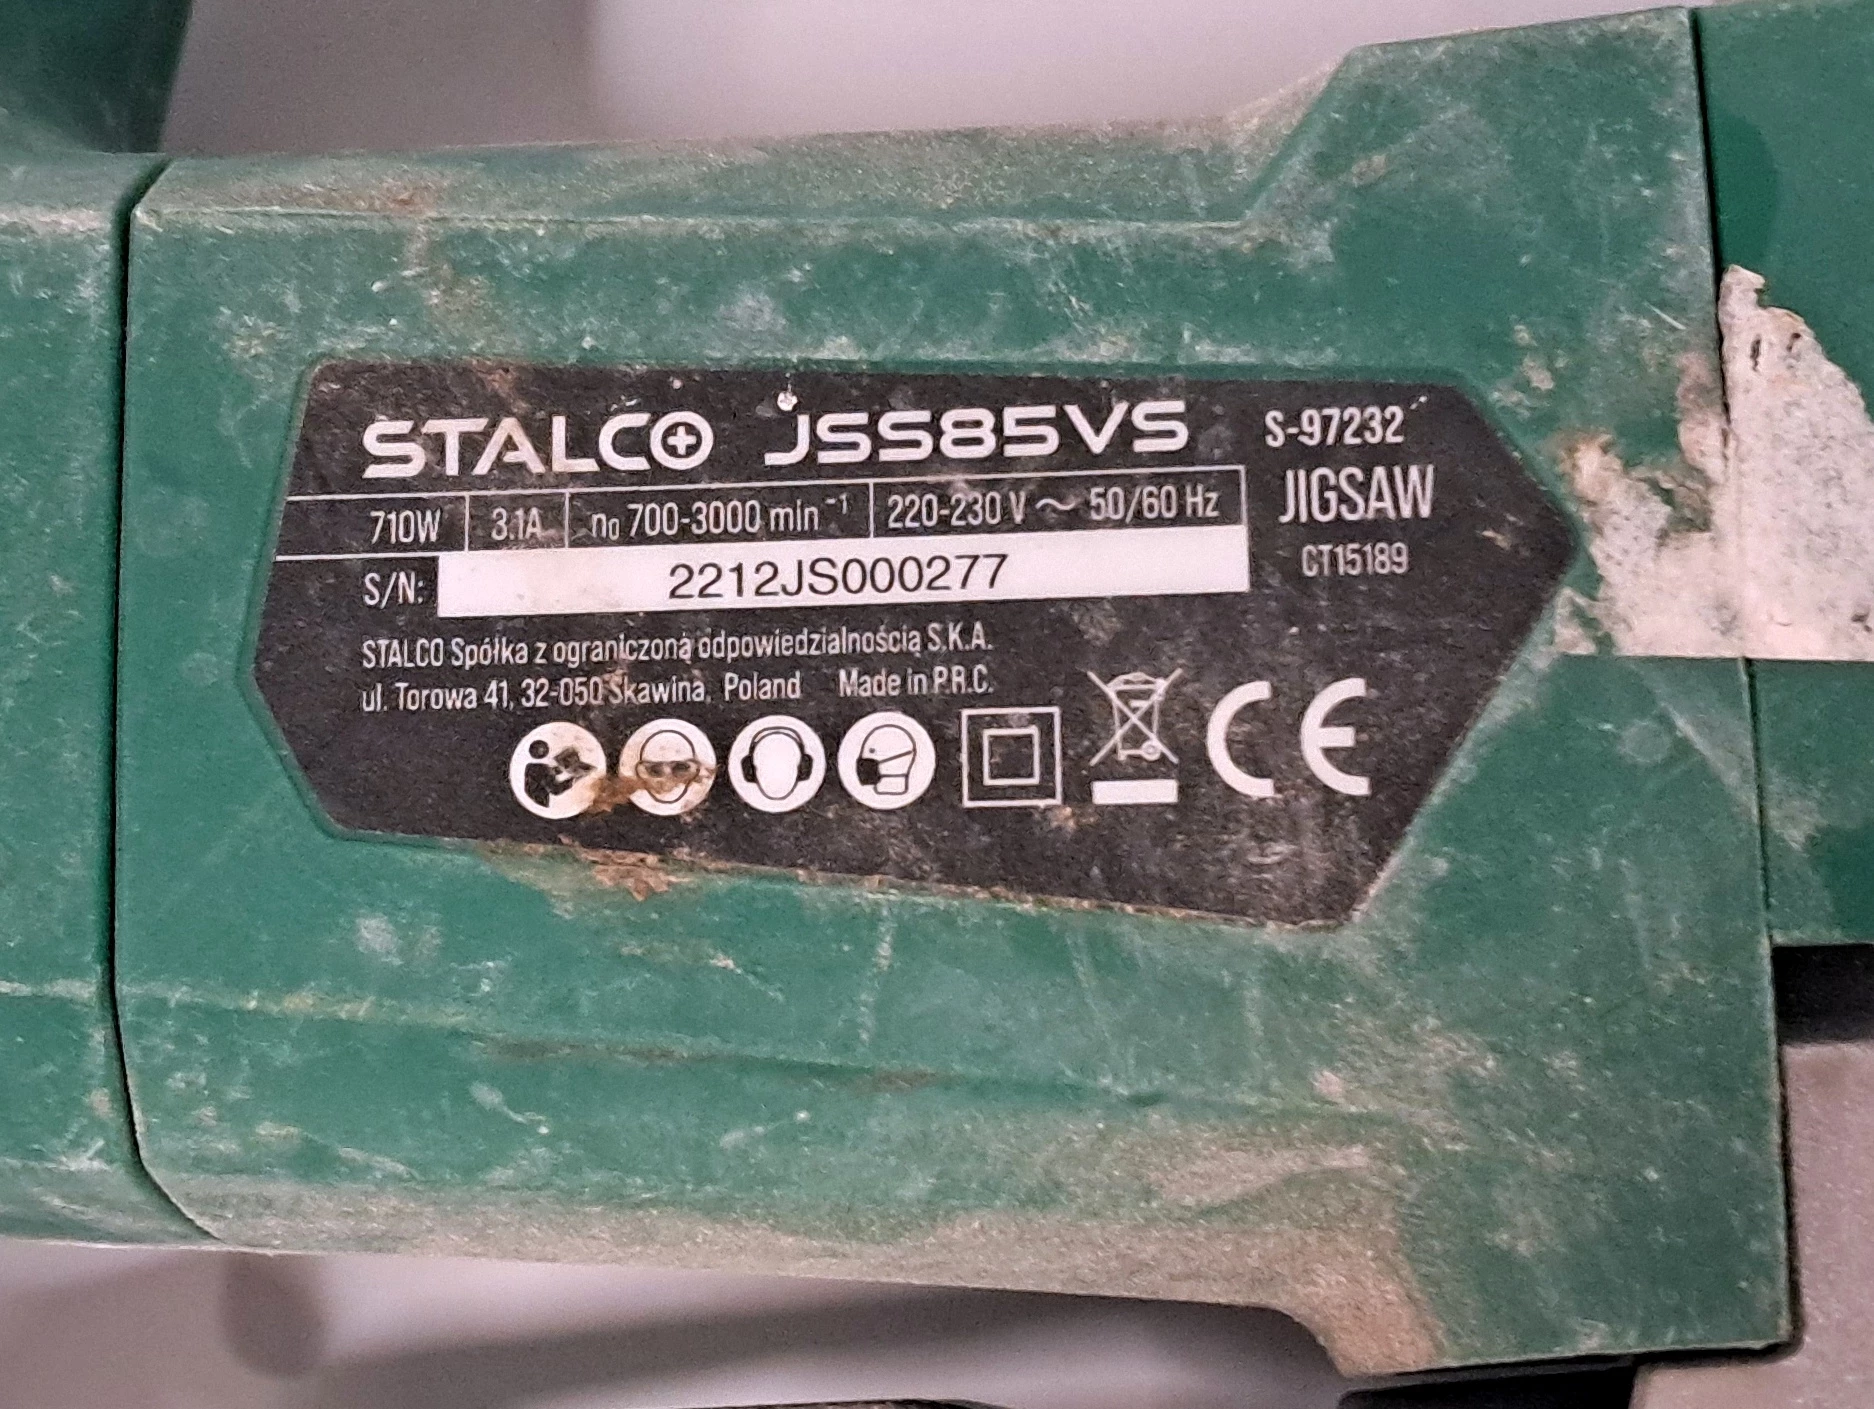 STALCO JSS85VS S-97232
710W 3.1A n₀ 700-3000 min⁻¹ 220-230 V ~ 50/60 Hz JIGSAW
S/N: 2212JS000277 CT15189
STALCO Spółka z ograniczoną odpowiedzialnością S.K.A.
ul. Torowa 41, 32-050 Skawina, Poland Made in P.R.C.
CE